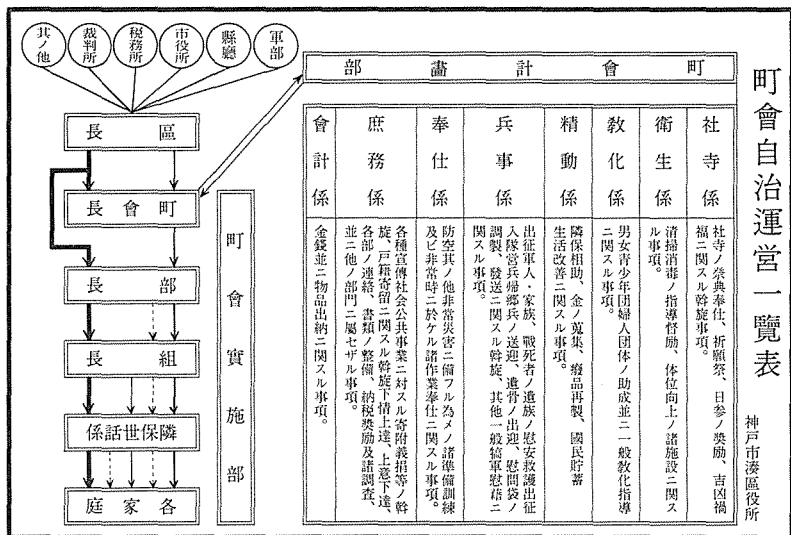 町會自治運営一覽表
神戸市湊區役所
町會計畫部
社寺係
社寺ノ祭典奉仕、祈願祭、日参ノ奨励、吉凶禍
福ニ関スル斡旋事項。
衛生係
清掃消毒ノ指導督励、体位向上ノ諸施設ニ関ス
ル事項。
教化係
男女青少年団婦人団体ノ助成並ニ一般教化指導
ニ関スル事項。
精動係
隣保相助、金ノ蒐集、癈品再製、國民貯蓄
生活改善ニ関スル事項。
兵事係
出征軍人・家族、戰死者ノ遺族ノ慰安救護出征
入隊営兵帰郷兵ノ送迎、遺骨ノ出迎、慰問袋ノ
調製、發送ニ関スル斡旋、其他一般犒軍慰藉ニ
関スル事項。
奉仕係
防空其ノ他非常災害ニ備フル為メノ諸準備訓練
及ビ非常時ニ於ケル諸作業奉仕ニ関スル事項。
庶務係
各種宣傳社会公共事業ニ対スル寄附義捐等ノ斡
旋、戸籍寄留ニ関スル斡旋下情上達、上意下達、
各部ノ連絡、書類ノ整備、納税奨励及諸調査、
並ニ他ノ部門ニ屬セザル事項。
會計係
金錢並ニ物品出納ニ関スル事項。
軍部
縣廳
市役所
税務所
裁判所
其ノ他
區長
町會長
部長
組長
隣保世話係
各家庭
町會實施部